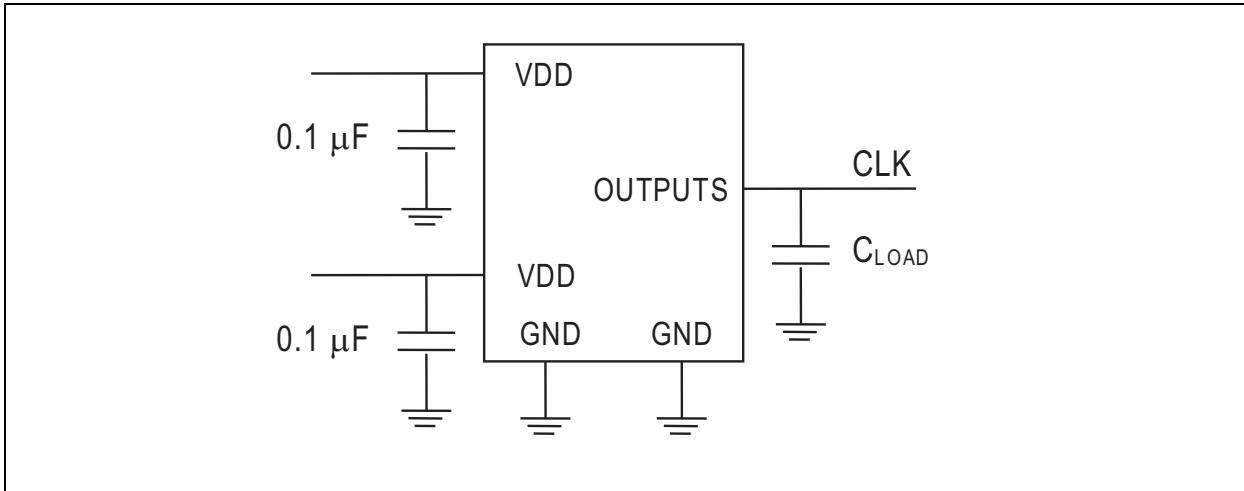 VDD
0.1 μF
CLK
OUTPUTS
CLOAD
VDD
0.1 μF
GND GND